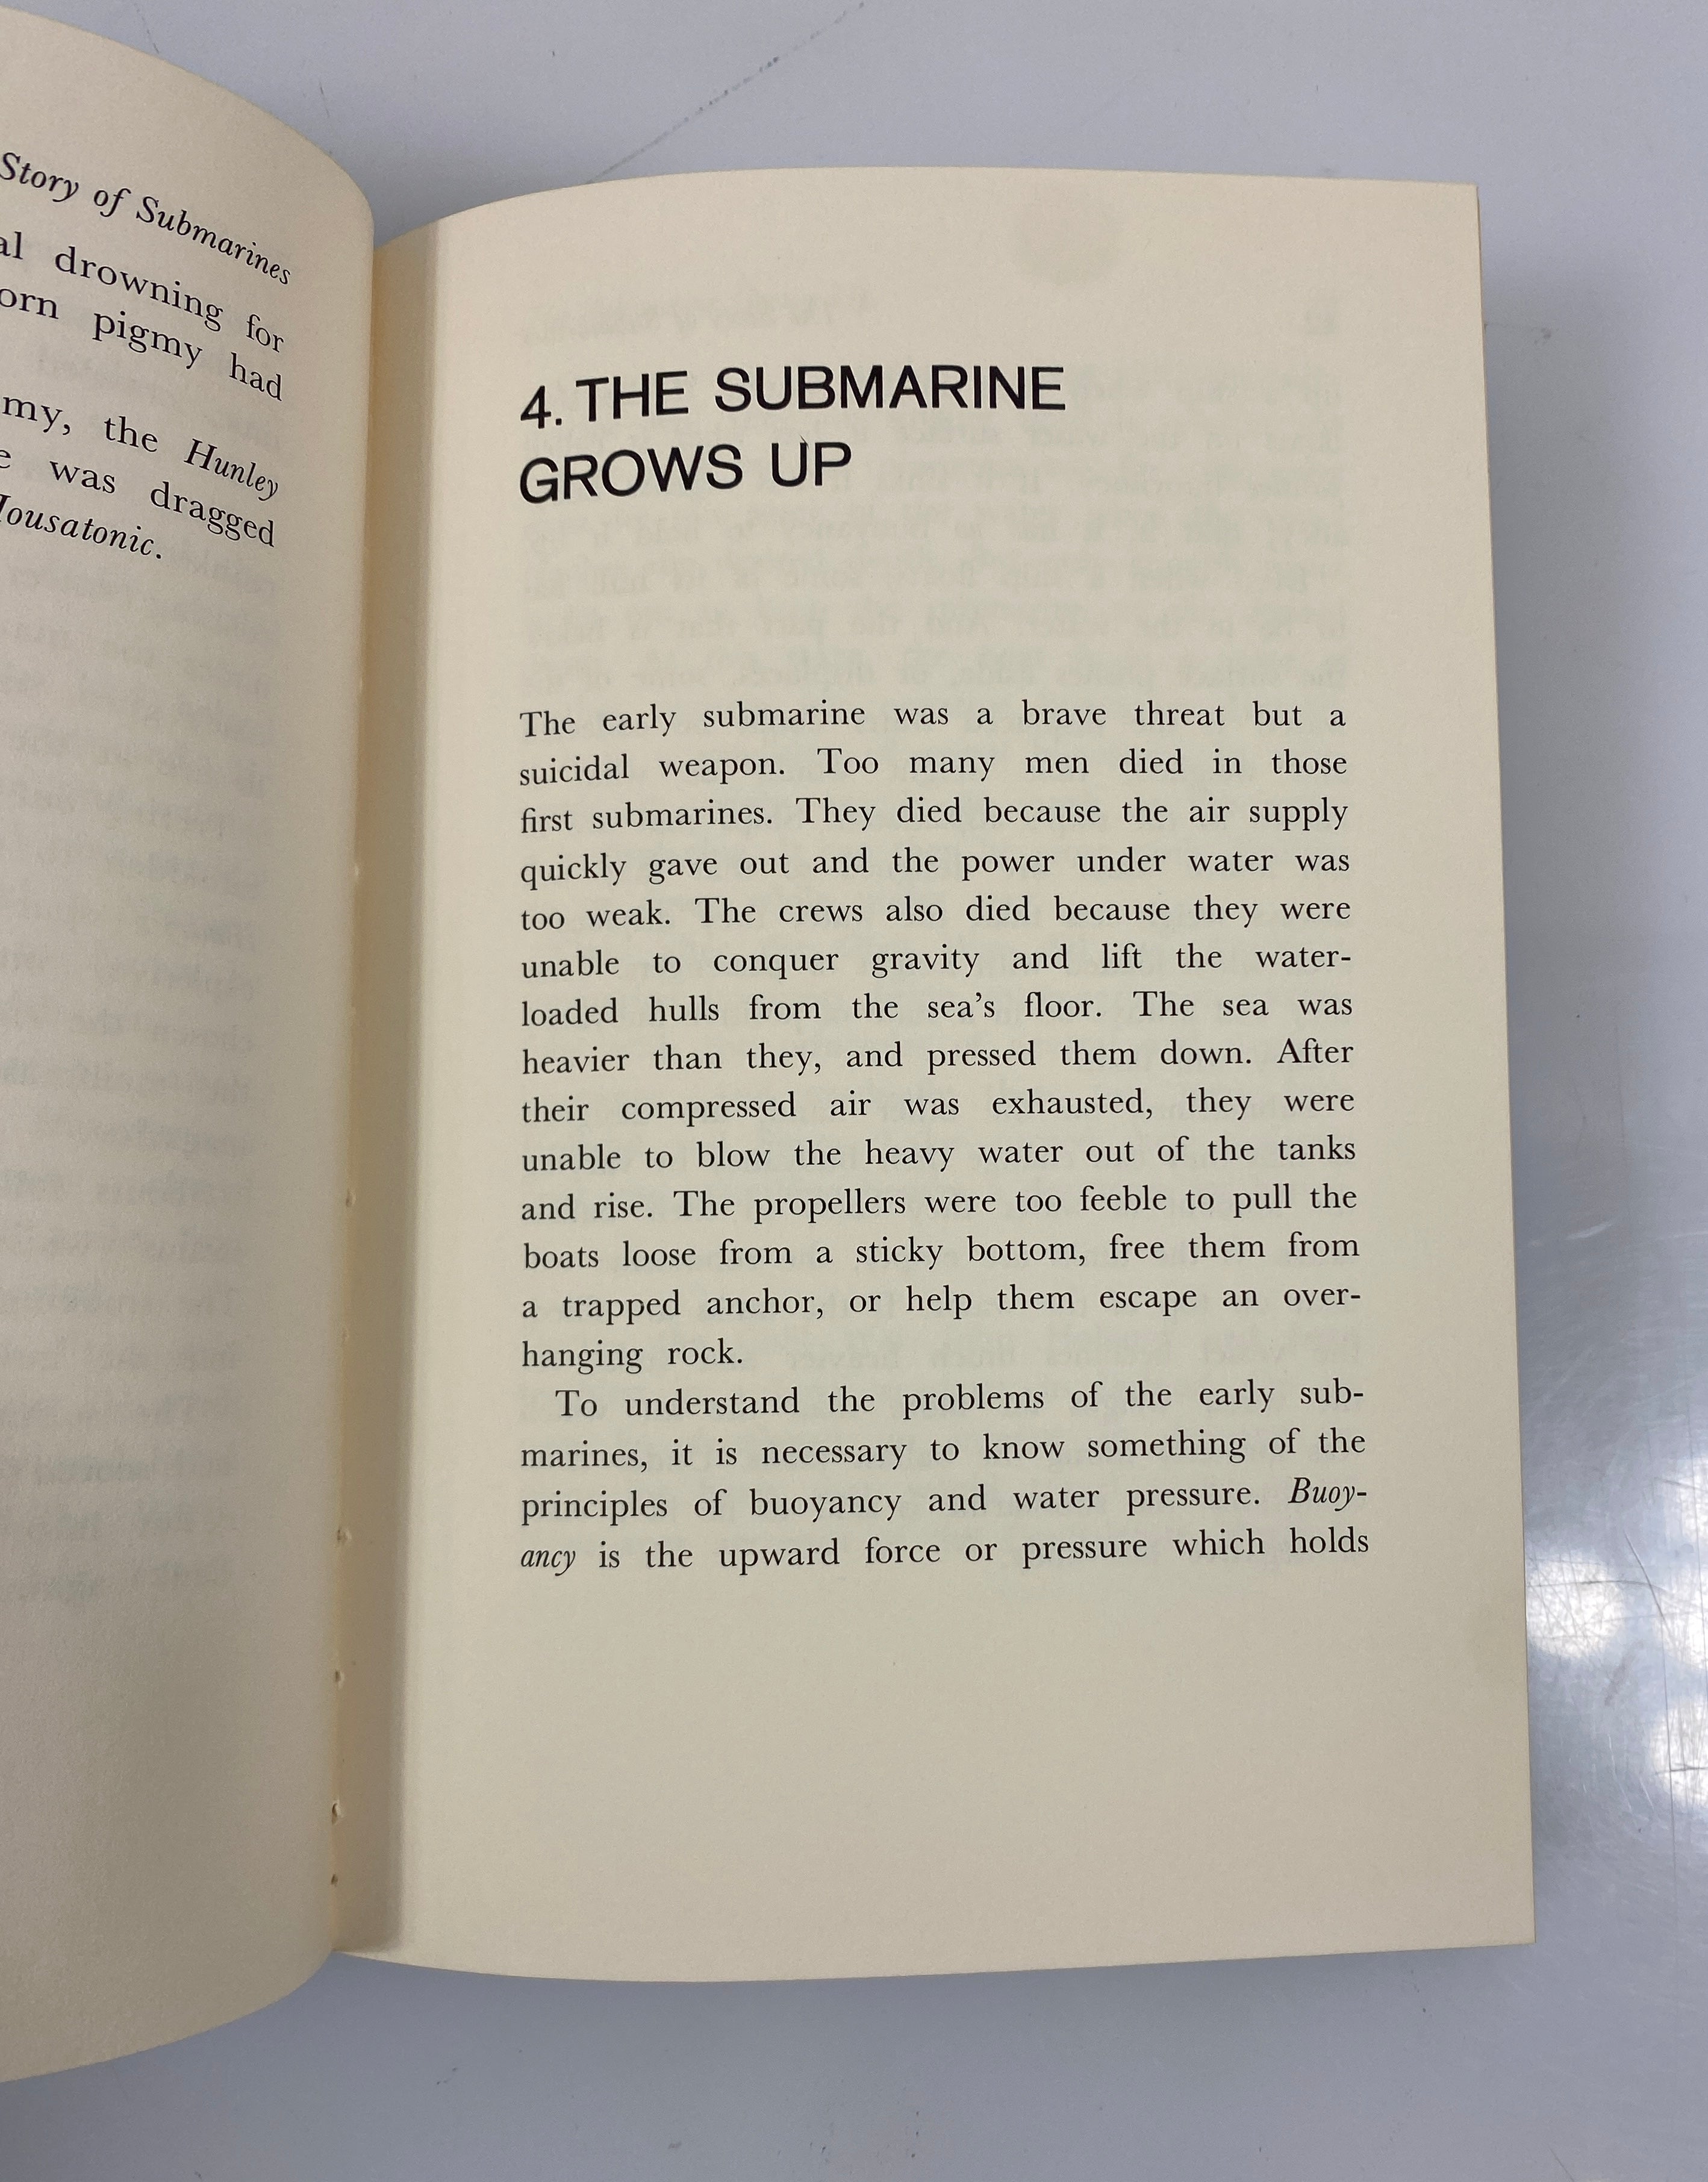 Story of Submarines
drowning for
pigmy had
the Hunley
was dragged
4. THE SUBMARINE
GROWS UP
The early submarine was a brave threat but a
suicidal weapon. Too many men died in those
first submarines. They died because the air supply
quickly gave out and the power under water was
too weak. The crews also died because they were
unable to conquer gravity and lift the water-
loaded hulls from the sea's floor. The sea was
heavier than they, and pressed them down. After
their compressed air was exhausted, they were
unable to blow the heavy water out of the tanks
and rise. The propellers were too feeble to pull the
boats loose from a sticky bottom, free them from
a trapped anchor, or help them escape an over-
hanging rock.
To understand the problems of the early sub-
marines, it is necessary to know something of the
principles of buoyancy and water pressure. Buoy-
ancy is the upward force or pressure which holds